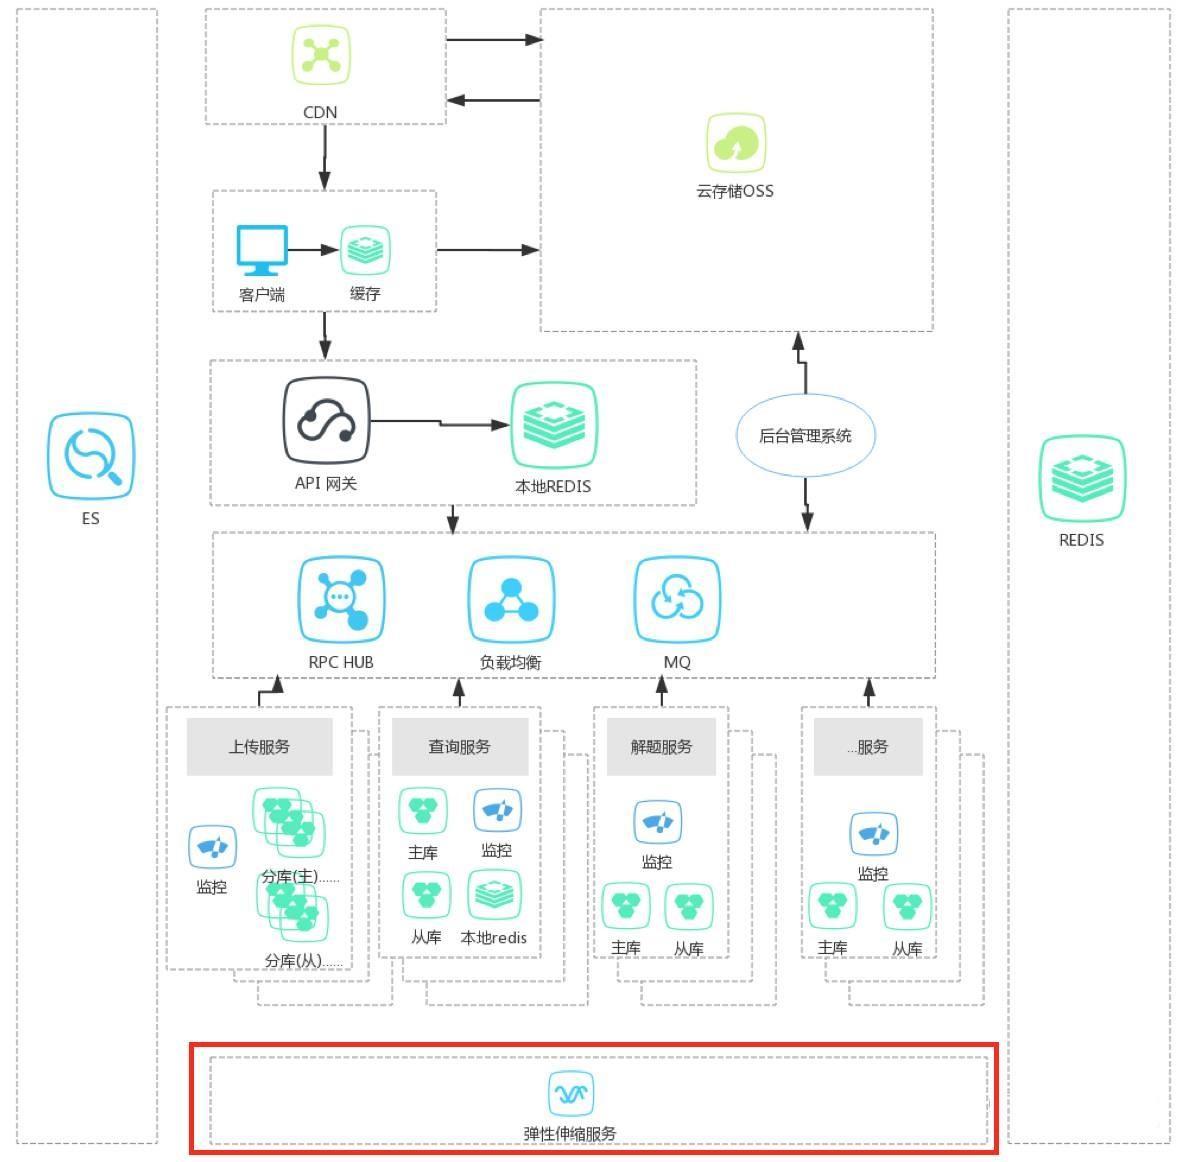 CDN
云存储OSS
客户端
缓存
API 网关
本地REDIS
后台管理系统
ES
REDIS
RPC HUB
负载均衡
MQ
上传服务
查询服务
解题服务
...服务
监控
分库(主)......
分库(从)......
主库
监控
从库
本地redis
监控
主库
从库
监控
主库
从库
弹性伸缩服务